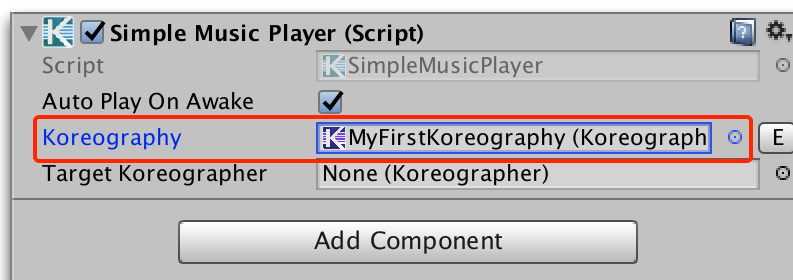 Simple Music Player (Script)
Script SimpleMusicPlayer
Auto Play On Awake
Koreography MyFirstKoreography (Koreograph E
Target Koreographer None (Koreographer)
Add Component